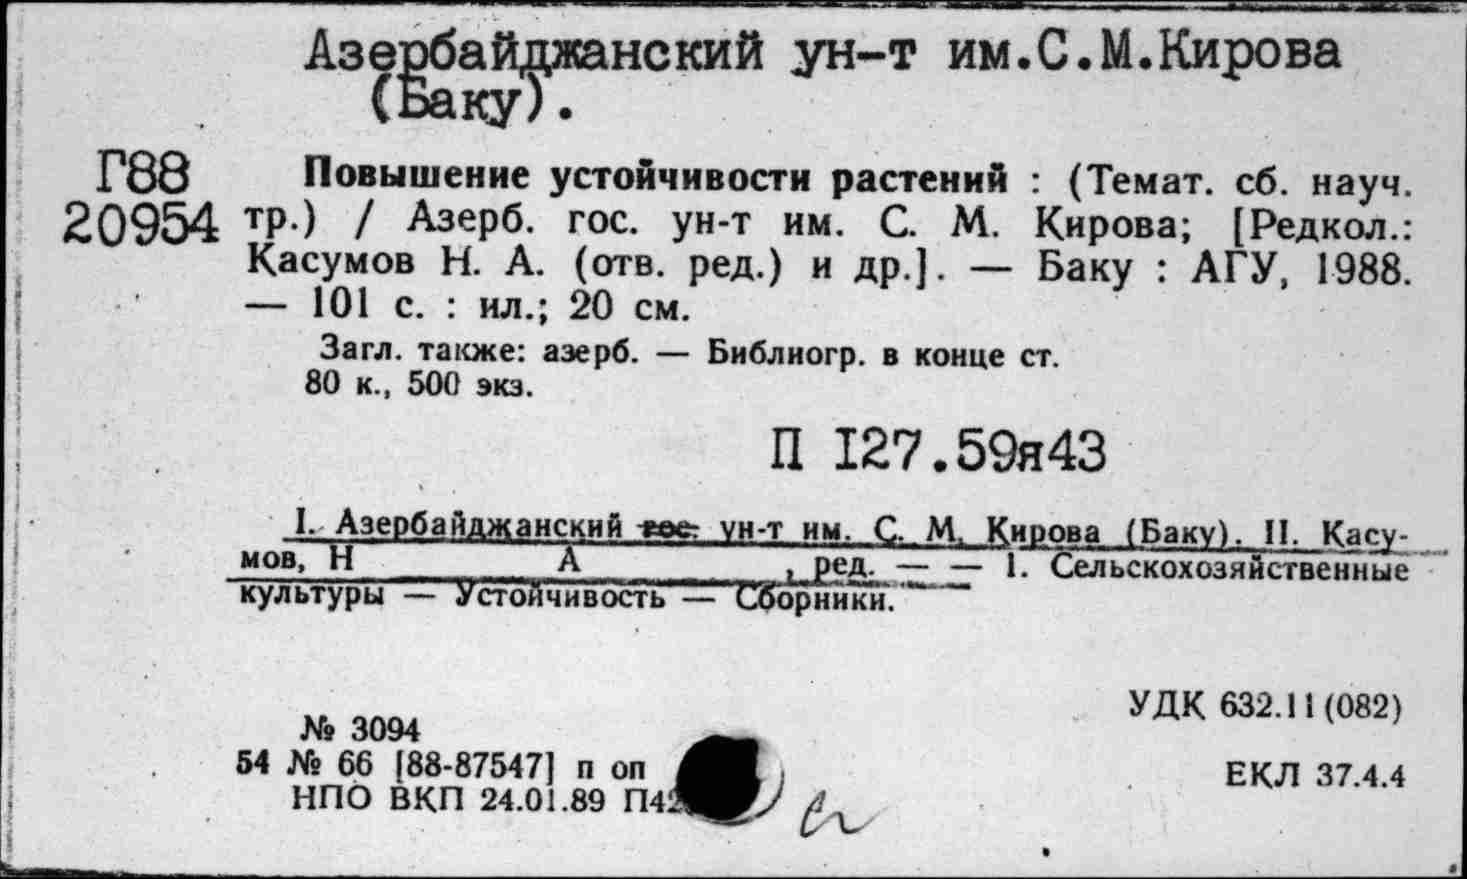 Азербайджанский ун-т им.С.М.Кирова
(Баку).
Г88 Повышение устойчивости растений : (Темат. сб. науч.
20954 тр.) / Азерб. гос. ун-т им. С. М. Кирова; [Редкол.:
Касумов Н. А. (отв. ред.) и др.]. — Баку : АГУ, 1988.
— 101 с. : ил.; 20 см.
Загл. также: азерб. — Библиогр. в конце ст.
80 к., 500 экз.
П I27.59я43
I. Азербайджанский гос. ун-т им. С. М. Кирова (Баку). II. Касу-
мов, Н А , ред. — — 1. Сельскохозяйственные
культуры — Устойчивость — Сборники.
УДК 632.11(082)
№ 3094
54 № 66 [88-87547] п оп
ЕКЛ 37.4.4
НПО ВКП 24.01.89